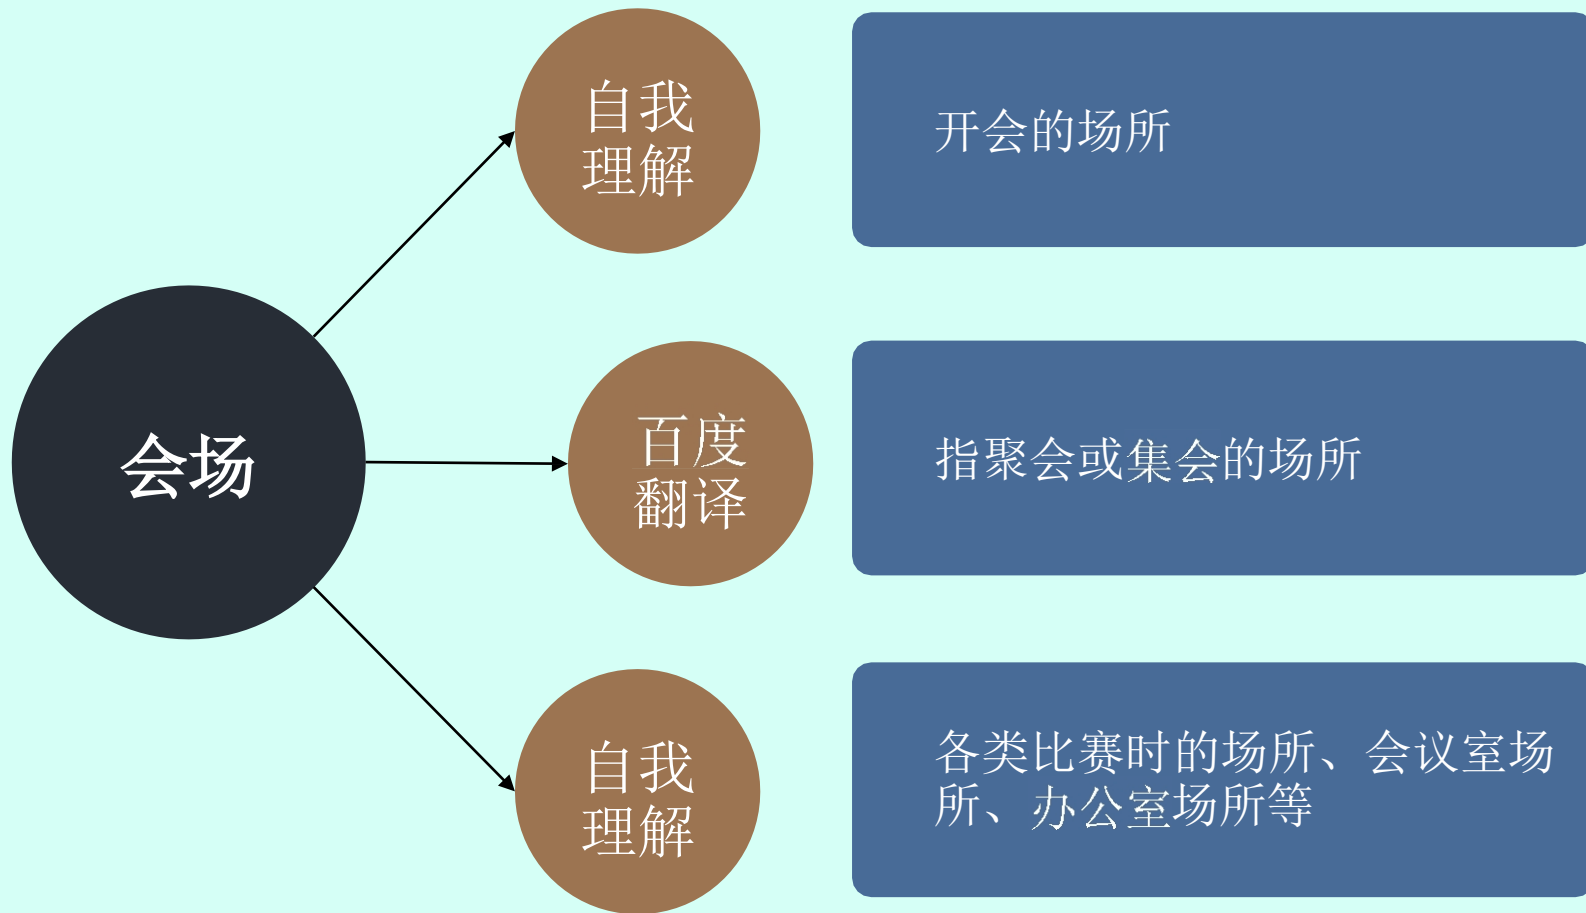 自我
理解
开会的场所
会场
百度
翻译
指聚会或集会的场所
自我
理解
各类比赛时的场所、会议室场
所、办公室场所等